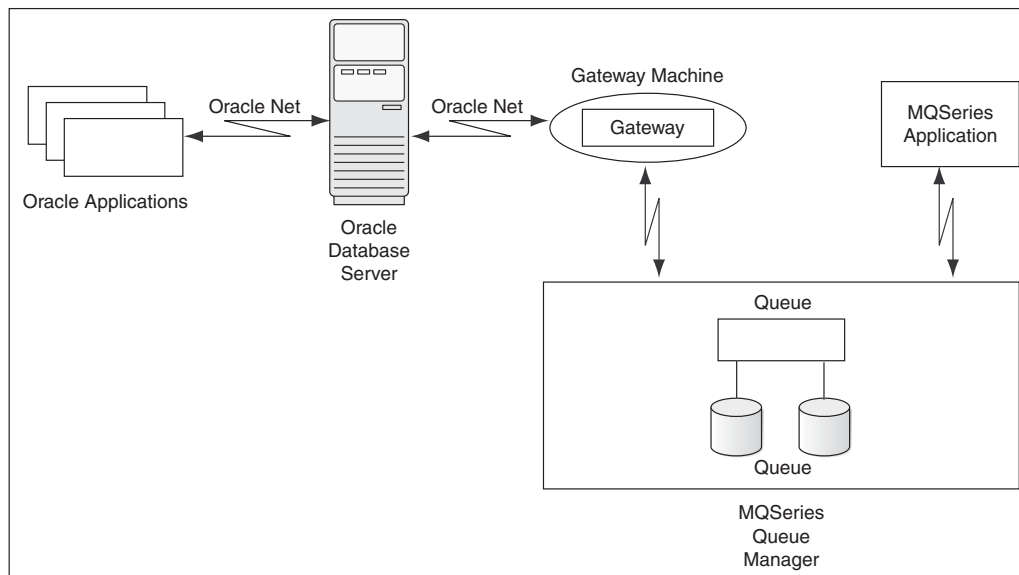 Gateway Machine
Oracle Net
Oracle Net
Gateway
MQSeries
Application
Oracle Applications
Oracle
Database
Server
Queue
Queue
MQSeries
Queue
Manager